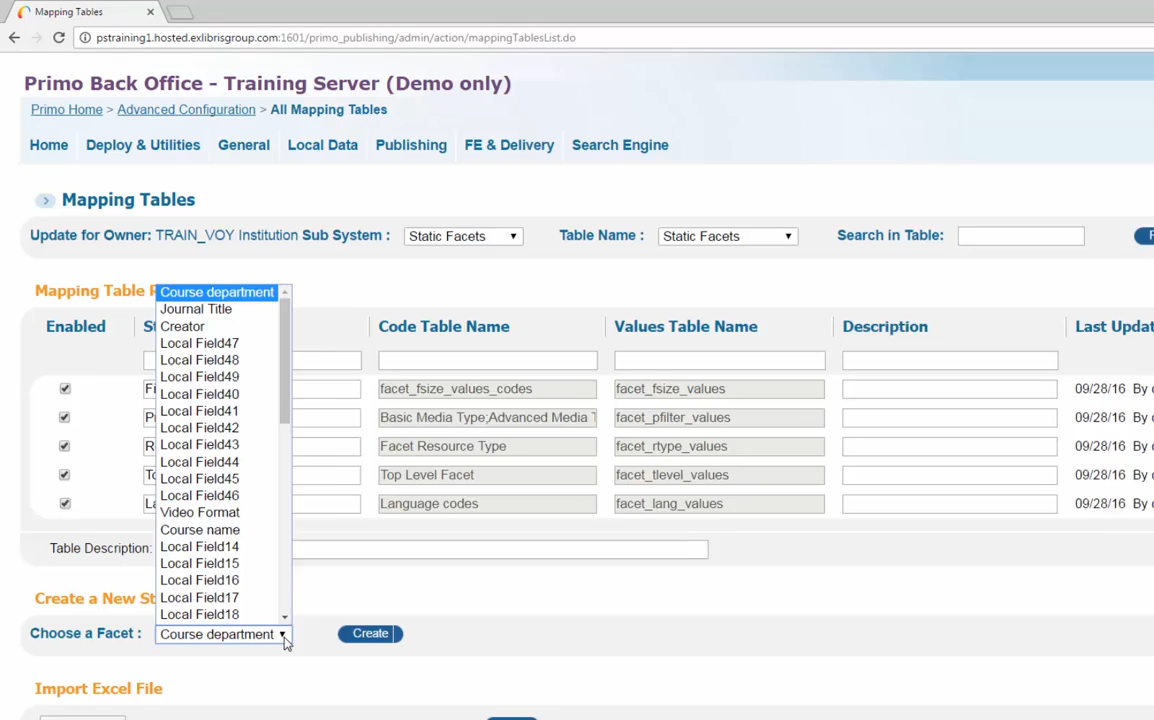 Mapping Tables
pstraining1.hosted.exlibrisgroup.com:1601/primo_publishing/admin/action/mappingTablesList.do
Primo Back Office - Training Server (Demo only)
Primo Home > Advanced Configuration > All Mapping Tables
Home Deploy & Utilities General Local Data Publishing FE & Delivery Search Engine
Mapping Tables
Update for Owner: TRAIN_VOY Institution Sub System : Static Facets Table Name : Static Facets Search in Table:
Mapping Table
Enabled Code Table Name Values Table Name Description Last Updat
facet_fsize_values_codes facet_fsize_values 09/28/16 By
Basic Media Type;Advanced Media facet_pfilter_values 09/28/16 By
Facet Resource Type facet_rtype_values 09/28/16 By
Top Level Facet facet_tlevel_values 09/28/16 By
Language codes facet_lang_values 09/28/16 By
Course department
Journal Title
Creator
Local Field47
Local Field48
Local Field49
Local Field40
Local Field41
Local Field42
Local Field43
Local Field44
Local Field45
Local Field46
Video Format
Course name
Local Field14
Local Field15
Local Field16
Local Field17
Local Field18
Table Description:
Create a New St
Choose a Facet : Course department Create
Import Excel File